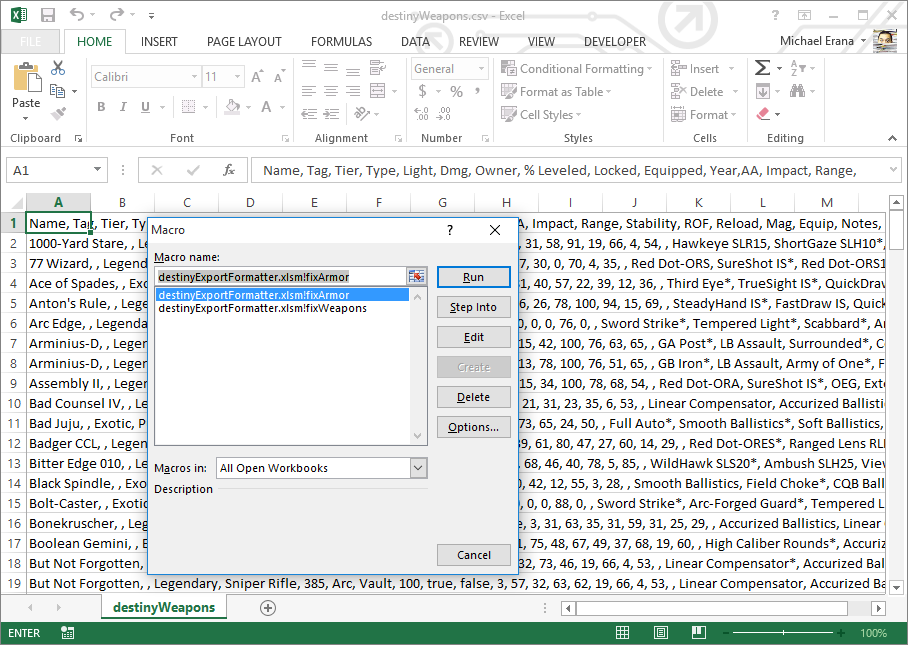 destinyWeapons.csv - Excel
FILE HOME INSERT PAGE LAYOUT FORMULAS DATA REVIEW VIEW DEVELOPER Michael Erana
Calibri 11 General Conditional Formatting Insert
Paste B I U A $ % , Format as Table Delete
Cell Styles Format
Clipboard Font Alignment Number Styles Cells Editing
A1 fx Name, Tag, Tier, Type, Light, Dmg, Owner, % Leveled, Locked, Equipped, Year,AA, Impact, Range,
A B C D E F G H I J K L M
1 Name, Tag, Tier, Ty A, Impact, Range, Stability, ROF, Reload, Mag, Equip, Notes,
2 1000-Yard Stare, , Legend 31, 58, 91, 19, 66, 4, 54, , Hawkeye SLR15, ShortGaze SLH10*,
3 77 Wizard, , Legend 37, 30, 0, 70, 4, 35, , Red Dot-ORS, SureShot IS*, Red Dot-ORS1
4 Ace of Spades, , Exo 31, 40, 57, 22, 39, 12, 36, , Third Eye*, TrueSight IS*, QuickDraw
5 Anton's Rule, , Legend 6, 26, 78, 100, 94, 15, 69, , SteadyHand IS*, FastDraw IS, Quick
6 Arc Edge, , Legenda 0, 0, 0, 76, 0, , Sword Strike*, Tempered Light*, Scabbard*, Ar
7 Arminius-D, , Legen 15, 42, 100, 76, 63, 65, , GA Post*, LB Assault, Surrounded*, C
8 Arminius-D, , Legen 13, 78, 100, 76, 51, 65, , GB Iron*, LB Assault, Army of One*, F
9 Assembly II, , Legend 15, 34, 100, 78, 68, 54, , Red Dot-ORA, SureShot IS*, OEG, Exte
10 Bad Counsel IV, , Leg 21, 31, 23, 35, 6, 53, , Linear Compensator, Accurized Ballisti
11 Bad Juju, , Exotic, P 73, 65, 24, 50, , Full Auto*, Smooth Ballistics*, Soft Ballistics,
12 Badger CCL, , Legen 39, 61, 80, 47, 27, 60, 14, 29, , Red Dot-ORES*, Ranged Lens RLR
13 Bitter Edge 010, , Leg 68, 46, 40, 78, 5, 85, , WildHawk SLS20*, Ambush SLH25, View
14 Black Spindle, , Exo 0, 42, 12, 55, 3, 28, , Smooth Ballistics, Field Choke*, CQB Ball
15 Bolt-Caster, , Exotic 0, 0, 88, 0, , Sword Strike*, Arc-Forged Guard*, Tempered L
16 Bonekruscher, , Leg e, 3, 31, 63, 35, 31, 59, 31, 25, 29, , Accurized Ballistics, Linear C
17 Boolean Gemini, , E 1, 75, 48, 67, 49, 37, 68, 19, 60, , High Caliber Rounds*, Accuriz
18 But Not Forgotten, , 32, 73, 46, 19, 66, 4, 53, , Linear Compensator*, Accurized Bal
19 But Not Forgotten, , Legendary, Sniper Rifle, 385, Arc, Vault, 100, true, false, 3, 57, 32, 63, 62, 19, 66, 4, 53, , Linear Compensator, Accurized Ba
Macro ?
Macro name:
destinyExportFormatter.xlsm!fixArmor Run
destinyExportFormatter.xlsm!fixArmor
destinyExportFormatter.xlsm!fixWeapons
Step Into
Edit
Create
Delete
Options...
Macros in: All Open Workbooks
Description
Cancel
destinyWeapons
ENTER 100%